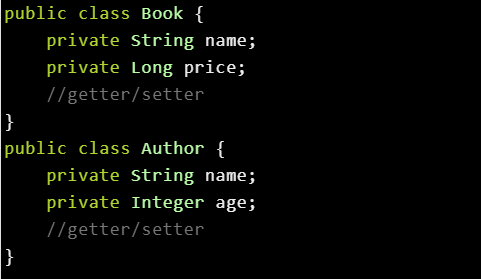 public class Book {
    private String name;
    private Long price;
    //getter/setter
}
public class Author {
    private String name;
    private Integer age;
    //getter/setter
}